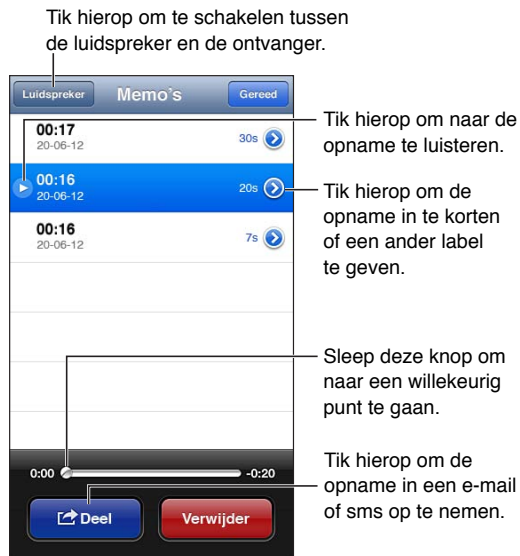 Tik hierop om te schakelen tussen
de luidspreker en de ontvanger.
Luidspreker
Memo's
Gereed
00:17
20-06-12
30s
Tik hierop om naar de
opname te luisteren.
00:16
20-06-12
20s
Tik hierop om de
opname in te korten
of een ander label
te geven.
00:16
20-06-12
7s
Sleep deze knop om
naar een willekeurig
punt te gaan.
0:00
-0:20
Tik hierop om de
opname in een e-mail
of sms op te nemen.
Deel
Verwijder